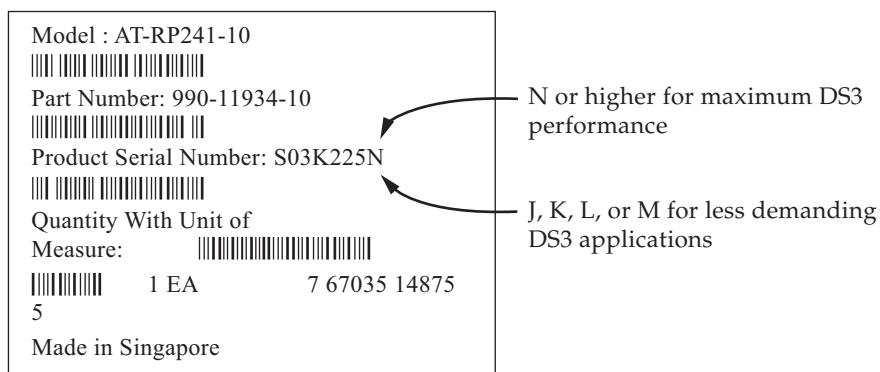 Model : AT-RP241-10
Part Number: 990-11934-10
Product Serial Number: S03K225N
Quantity With Unit of
Measure:
1 EA 7 67035 14875
5
Made in Singapore
N or higher for maximum DS3
performance
J, K, L, or M for less demanding
DS3 applications